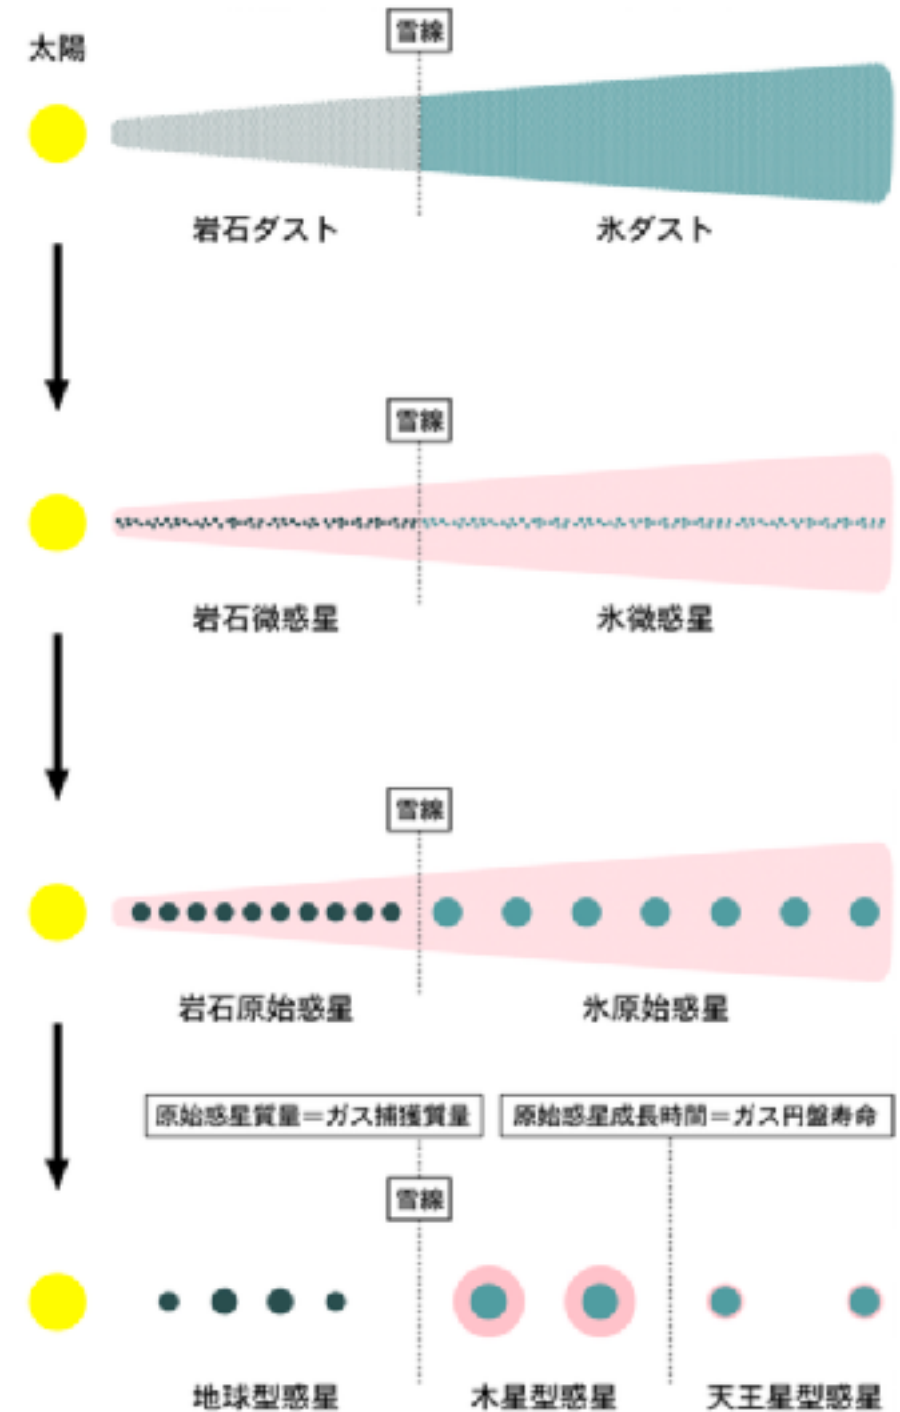 雪線
太陽
岩石ダスト
氷ダスト
雪線
岩石微惑星
氷微惑星
雪線
岩石原始惑星
氷原始惑星
原始惑星質量＝ガス捕獲質量
原始惑星成長時間＝ガス円盤寿命
雪線
地球型惑星
木星型惑星
天王星型惑星